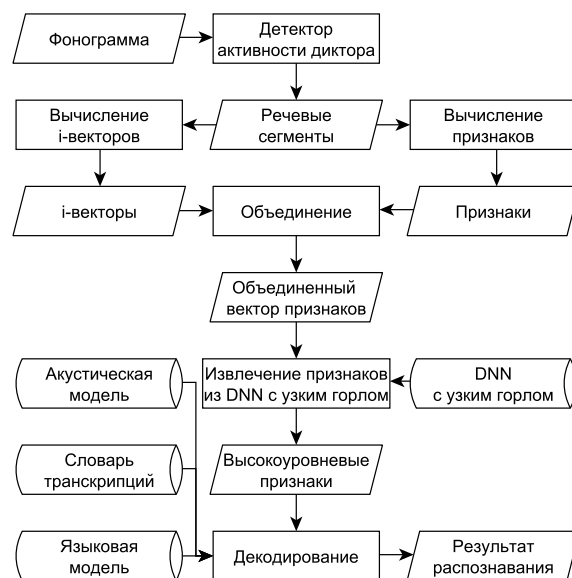 Фонограмма
Детектор
активности диктора
Вычисление
i-векторов
Речевые
сегменты
Вычисление
признаков
i-векторы
Объединение
Признаки
Объединенный
вектор признаков
Акустическая
модель
Извлечение признаков
из DNN с узким горлом
DNN
с узким горлом
Словарь
транскрипций
Высокоуровневые
признаки
Языковая
модель
Декодирование
Результат
распознавания